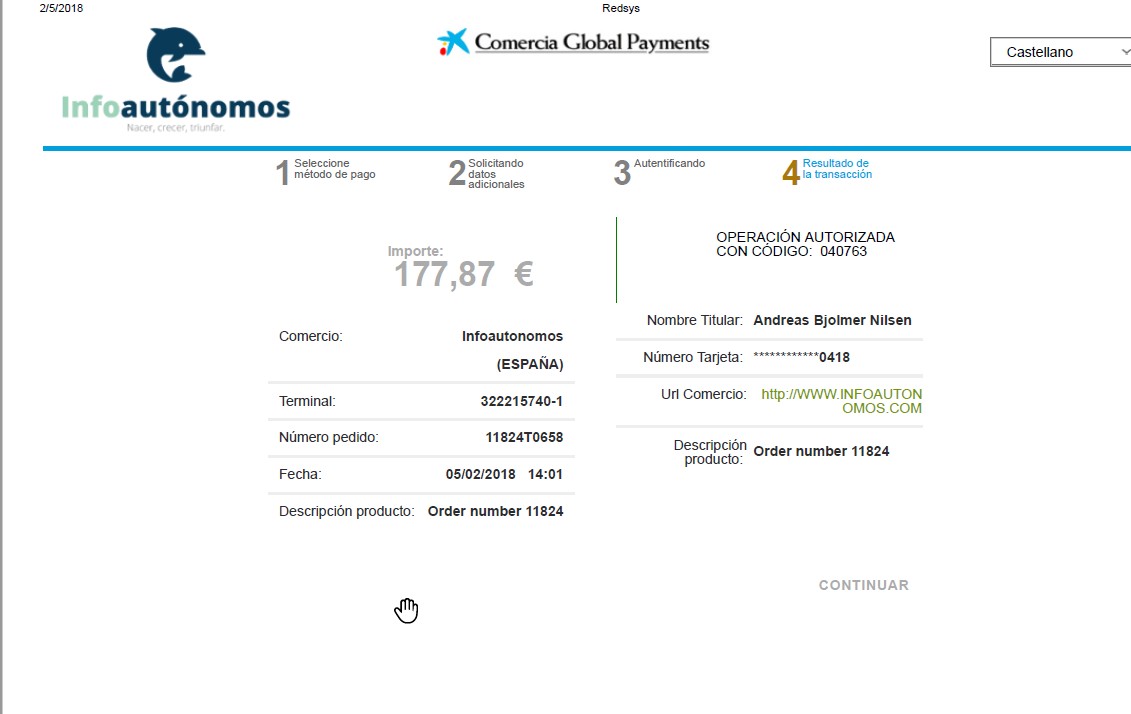 2/5/2018
Redsys
Infoautónomos
Nacer, crecer, triunfar.
Comercia Global Payments
Castellano
1 Seleccione
método de pago
2 Solicitando
datos
adicionales
3 Autentificando
4 Resultado de
la transacción
Importe:
177,87 €
Comercio: Infoautonomos
(ESPAÑA)
Terminal: 322215740-1
Número pedido: 11824T0658
Fecha: 05/02/2018 14:01
Descripción producto: Order number 11824
OPERACIÓN AUTORIZADA
CON CÓDIGO: 040763
Nombre Titular: Andreas Bjolmer Nilsen
Número Tarjeta: ************0418
Url Comercio: http://WWW.INFOAUTON
OMOS.COM
Descripción
producto: Order number 11824
CONTINUAR